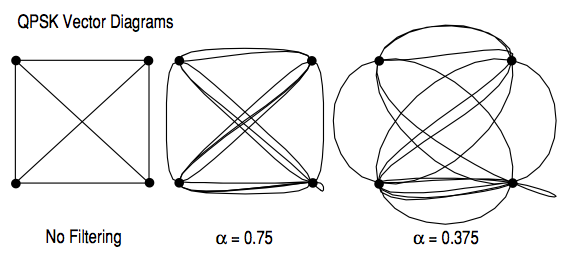 QPSK Vector Diagrams
No Filtering
α = 0.75
α = 0.375